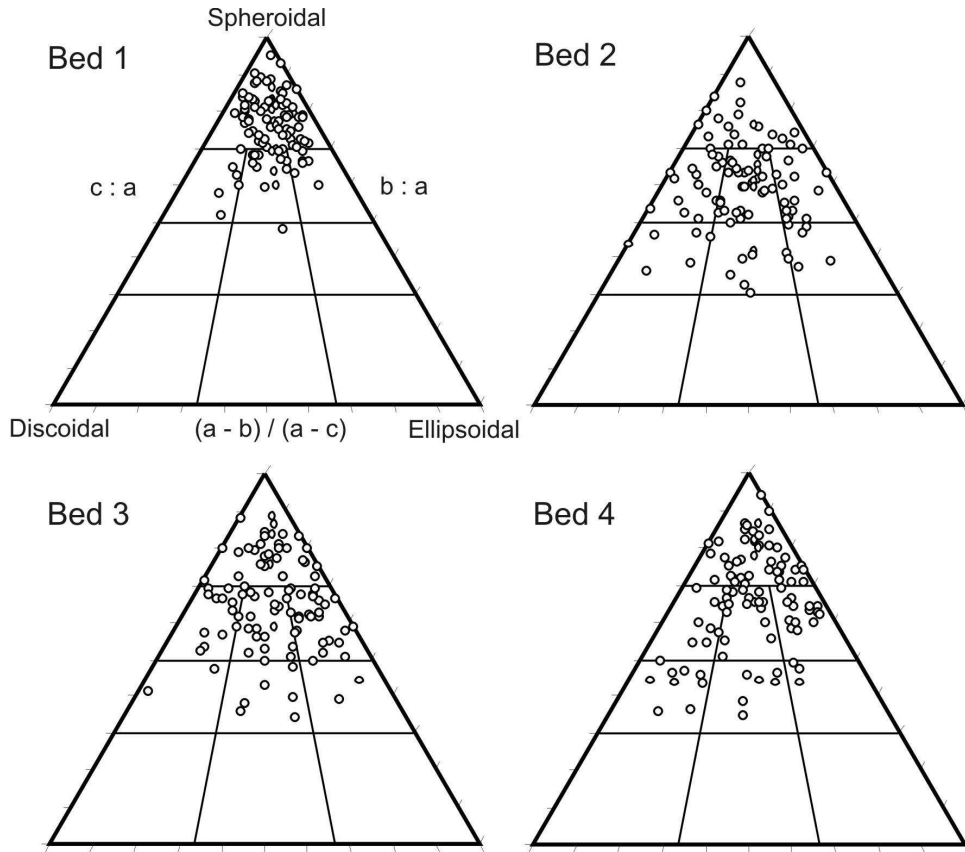 Spheroidal
Bed 1
Bed 2
c : a
b : a
Discoidal
(a - b) / (a - c)
Ellipsoidal
Bed 3
Bed 4